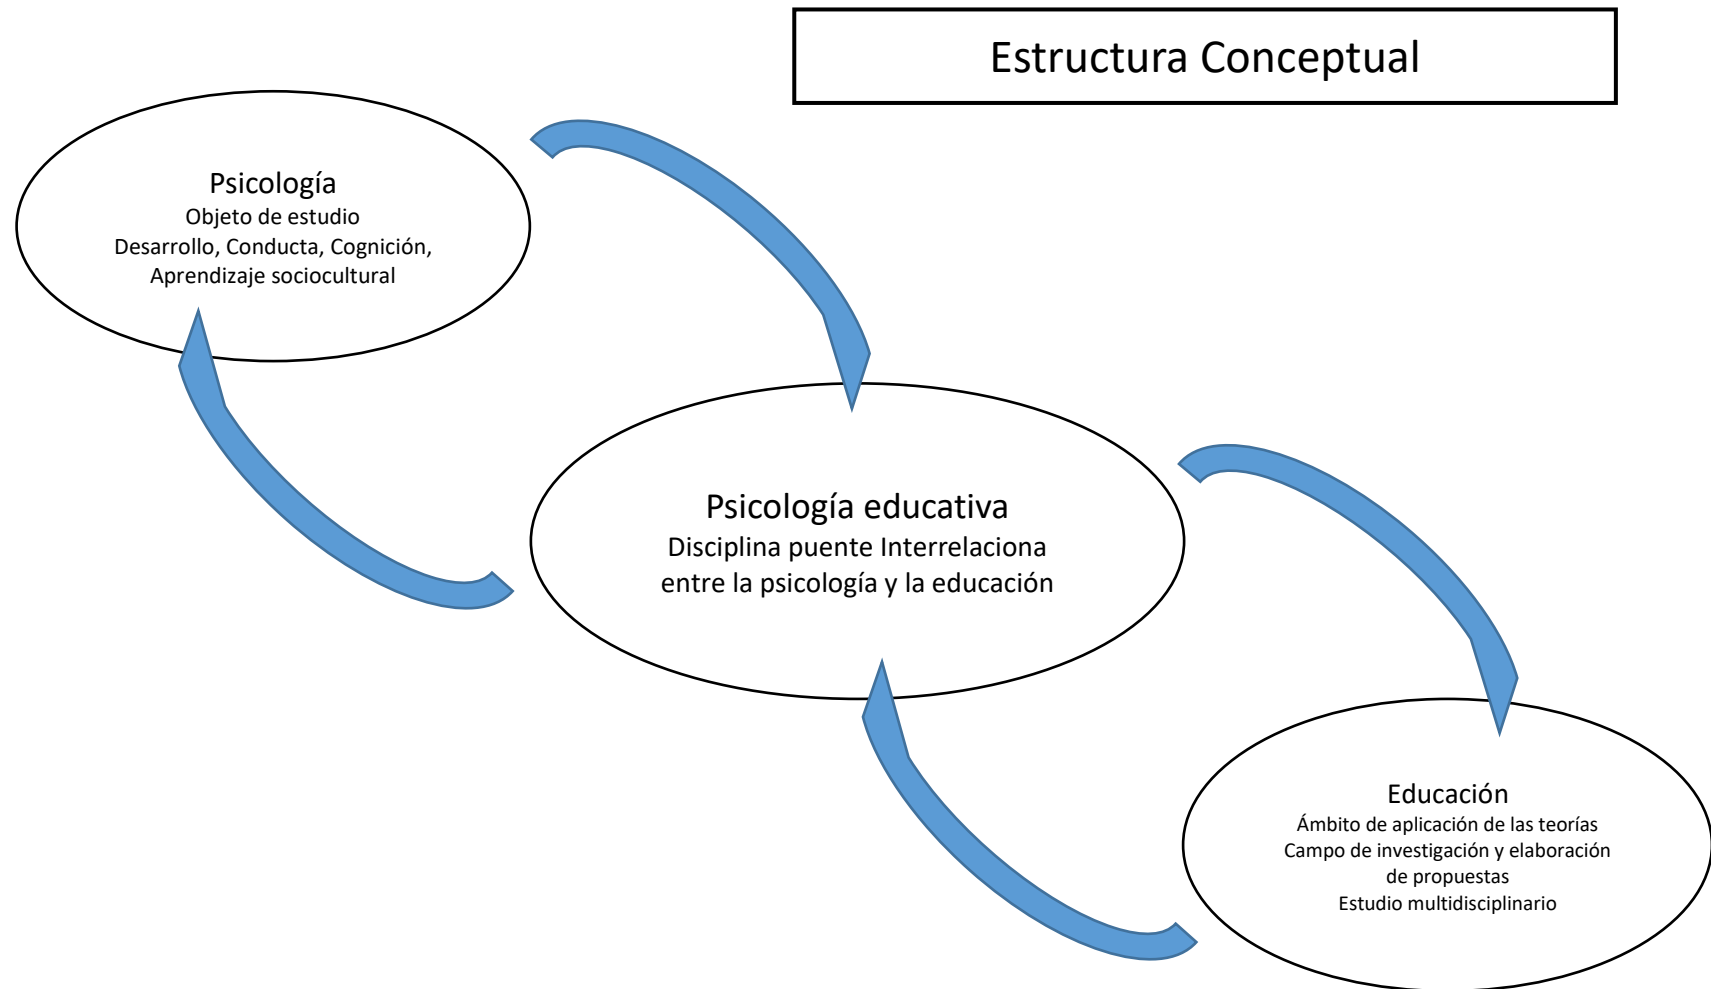 Estructura Conceptual
Psicología
Objeto de estudio
Desarrollo, Conducta, Cognición,
Aprendizaje sociocultural
Psicología educativa
Disciplina puente Interrelaciona
entre la psicología y la educación
Educación
Ámbito de aplicación de las teorías
Campo de investigación y elaboración
de propuestas
Estudio multidisciplinario